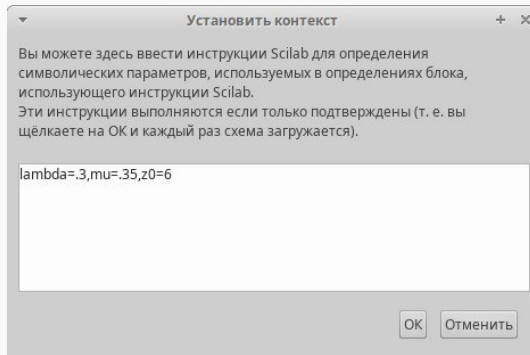 Установить контекст
Вы можете здесь ввести инструкции Scilab для определения
символических параметров, используемых в определениях блока,
использующего инструкции Scilab.
Эти инструкции выполняются если только подтверждены (т. е. вы
щёлкаете на ОК и каждый раз схема загружается).
lambda=.3,mu=.35,z0=6
ОК
Отменить